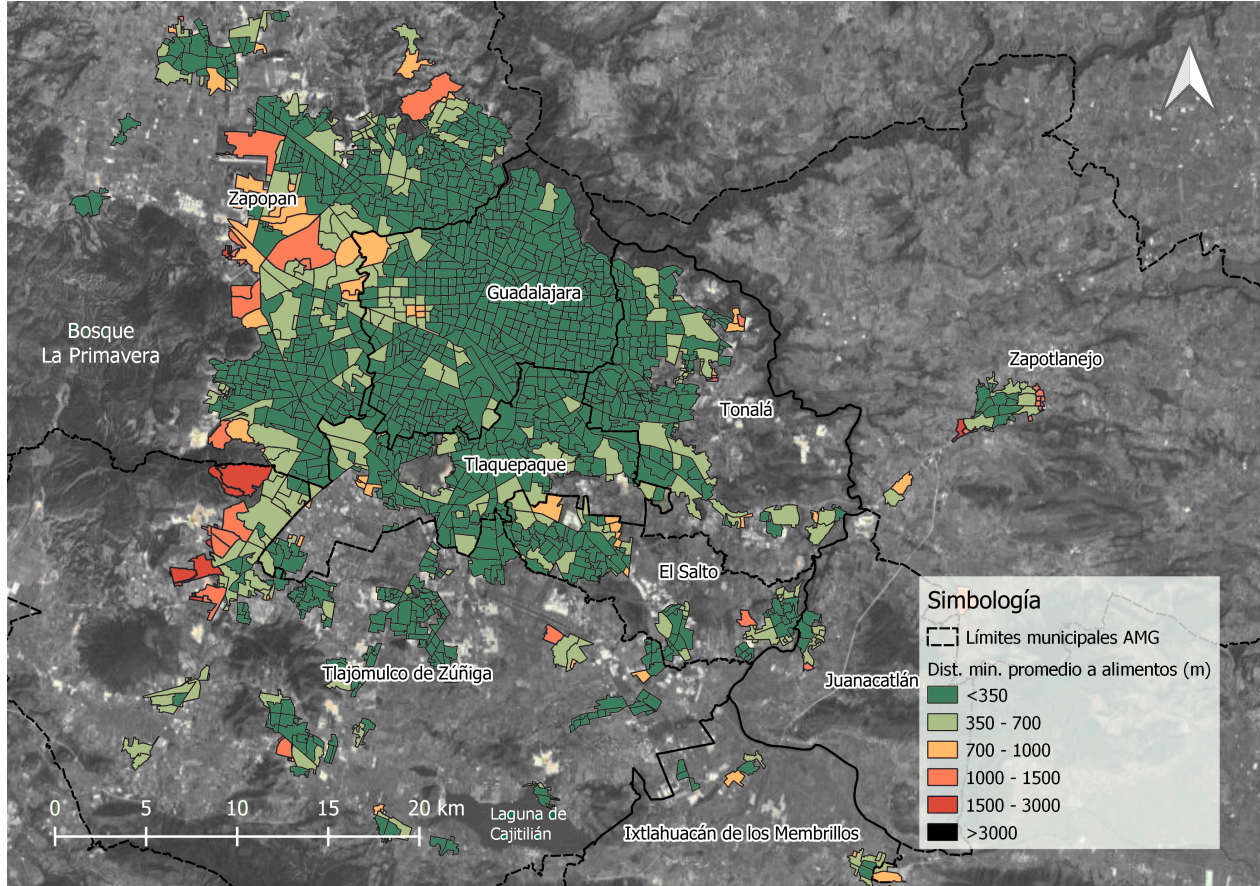 Zapopan
Guadalajara
Bosque
La Primavera
Zapotlanejo
Tonalá
Tlaquepaque
El Salto
Tlajomulco de Zúñiga
Juanacatlán
Laguna de
Cajitilián
Ixtlahuacán de los Membrillos
0 5 10 15 20 km
Simbología
Límites municipales AMG
Dist. min. promedio a alimentos (m)
<350
350 - 700
700 - 1000
1000 - 1500
1500 - 3000
>3000